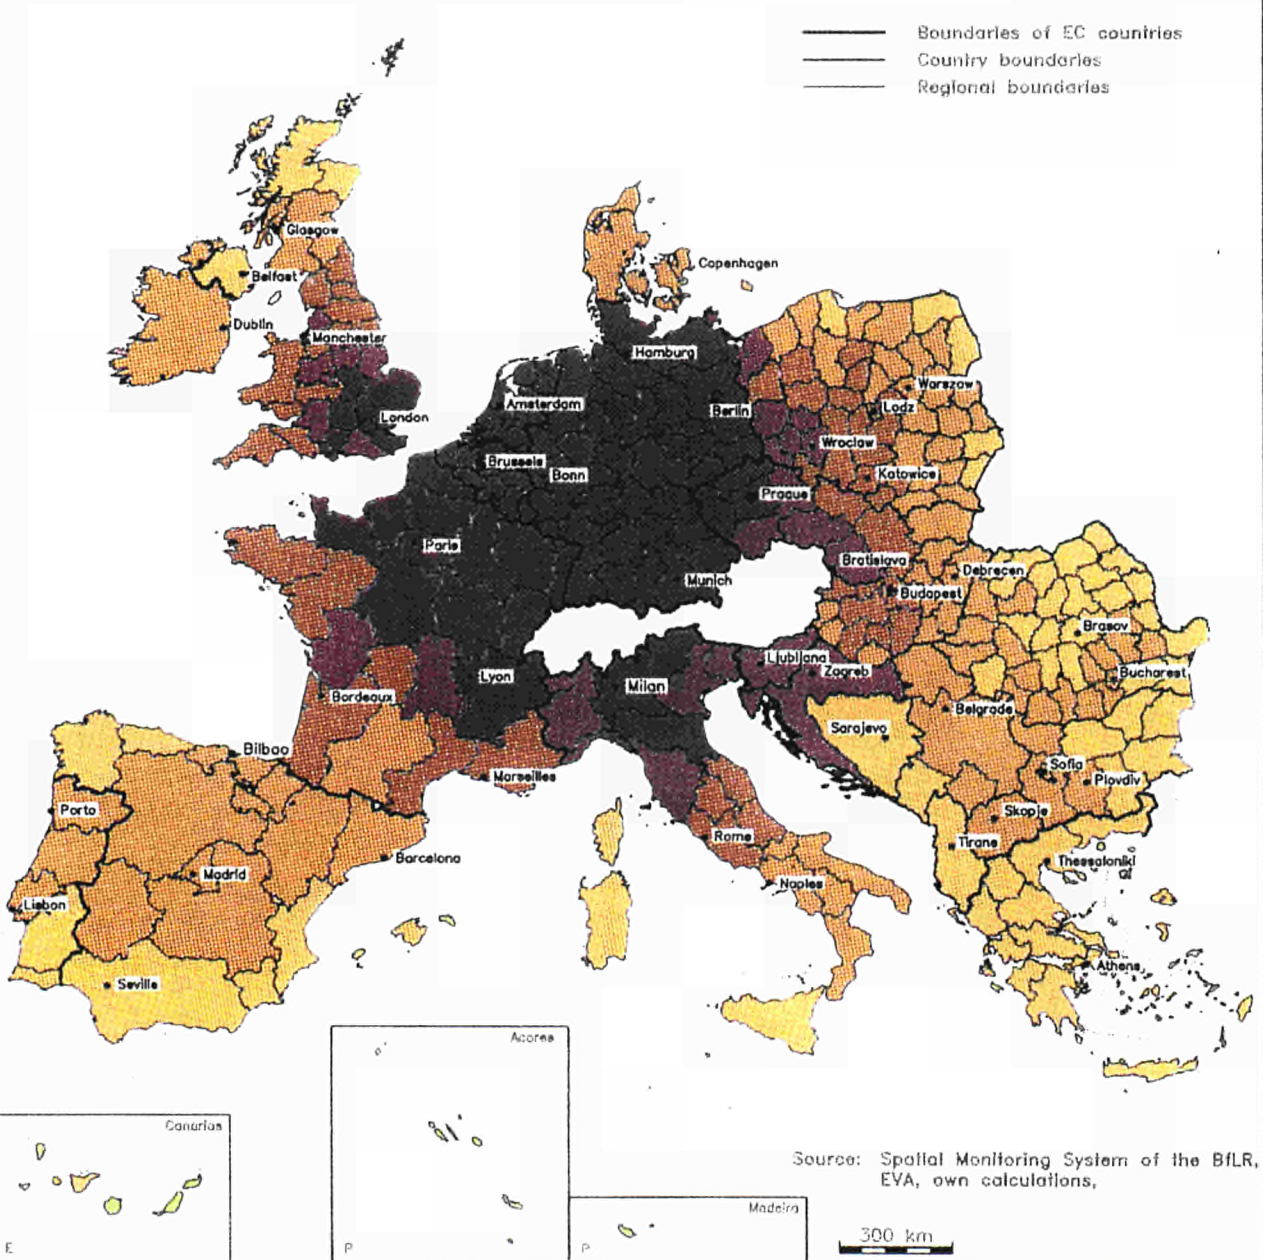 Boundaries of EC countries
Country boundaries
Regional boundaries
Glasgow
Copenhagen
Belfast
Dublin
Manchester
Hamburg
Warszaw
Amsterdam
Berlin
Lodz
London
Wroclaw
Brussels
Bonn
Katowice
Prague
Paris
Bratislava
Debrecen
Munich
Budapest
Brasov
Ljubljana
Zagreb
Bucharest
Lyon
Milan
Bordeaux
Belgrade
Sarajevo
Bilbao
Sofia
Marseilles
Plovdiv
Porto
Skopje
Rome
Tirane
Barcelona
Thessaloniki
Madrid
Naples
Lisbon
Athens
Seville
Acores
Canarias
Source: Spatial Monitoring System of the BfLR,
EVA, own calculations,
Madeira
300 km
E
P
P